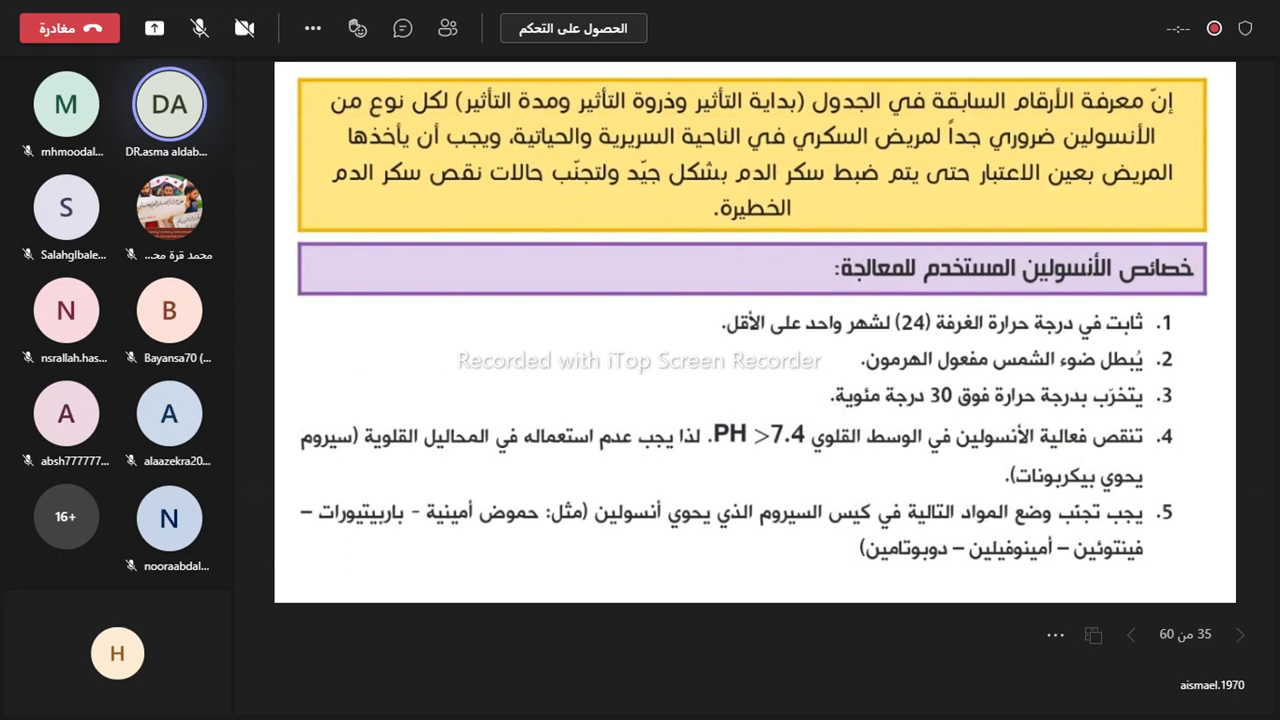 مغادرة
الحصول على التحكم
--:--
M
DA
mhmoodal...
DR.asma aldab...
S
Salahglbale...
محمد قرة محـ...
N
B
nsrallah.has...
Bayansa70 (...
A
A
absh777777...
alaazekra20...
16+
N
nooraabdal...
H
إنّ معرفة الأرقام السابقة في الجدول (بداية التأثير وذروة التأثير ومدة التأثير) لكل نوع من
الأنسولين ضروري جداً لمريض السكري في الناحية السريرية والحياتية، ويجب أن يأخذها
المريض بعين الاعتبار حتى يتم ضبط سكر الدم بشكل جيّد ولتجنّب حالات نقص سكر الدم
الخطيرة.
خصائص الأنسولين المستخدم للمعالجة:
1. ثابت في درجة حرارة الغرفة (24) لشهر واحد على الأقل.
2. يُبطل ضوء الشمس مفعول الهرمون.
Recorded with iTop Screen Recorder
3. يتخرّب بدرجة حرارة فوق 30 درجة مئوية.
4. تنقص فعالية الأنسولين في الوسط القلوي PH >7.4. لذا يجب عدم استعماله في المحاليل القلوية (سيروم
يحوي بيكربونات).
5. يجب تجنّب وضع المواد التالية في كيس السيروم الذي يحوي أنسولين (مثل: حموض أمينية - باربيتيورات –
فينتوئين – أمينوفيلين – دوبوتامين)
35 من 60
aismael.1970